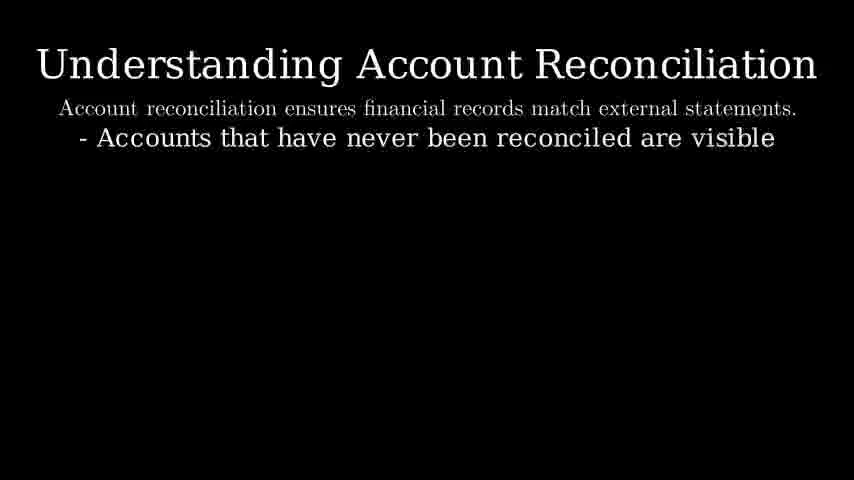 Understanding Account Reconciliation
Account reconciliation ensures financial records match external statements.
- Accounts that have never been reconciled are visible